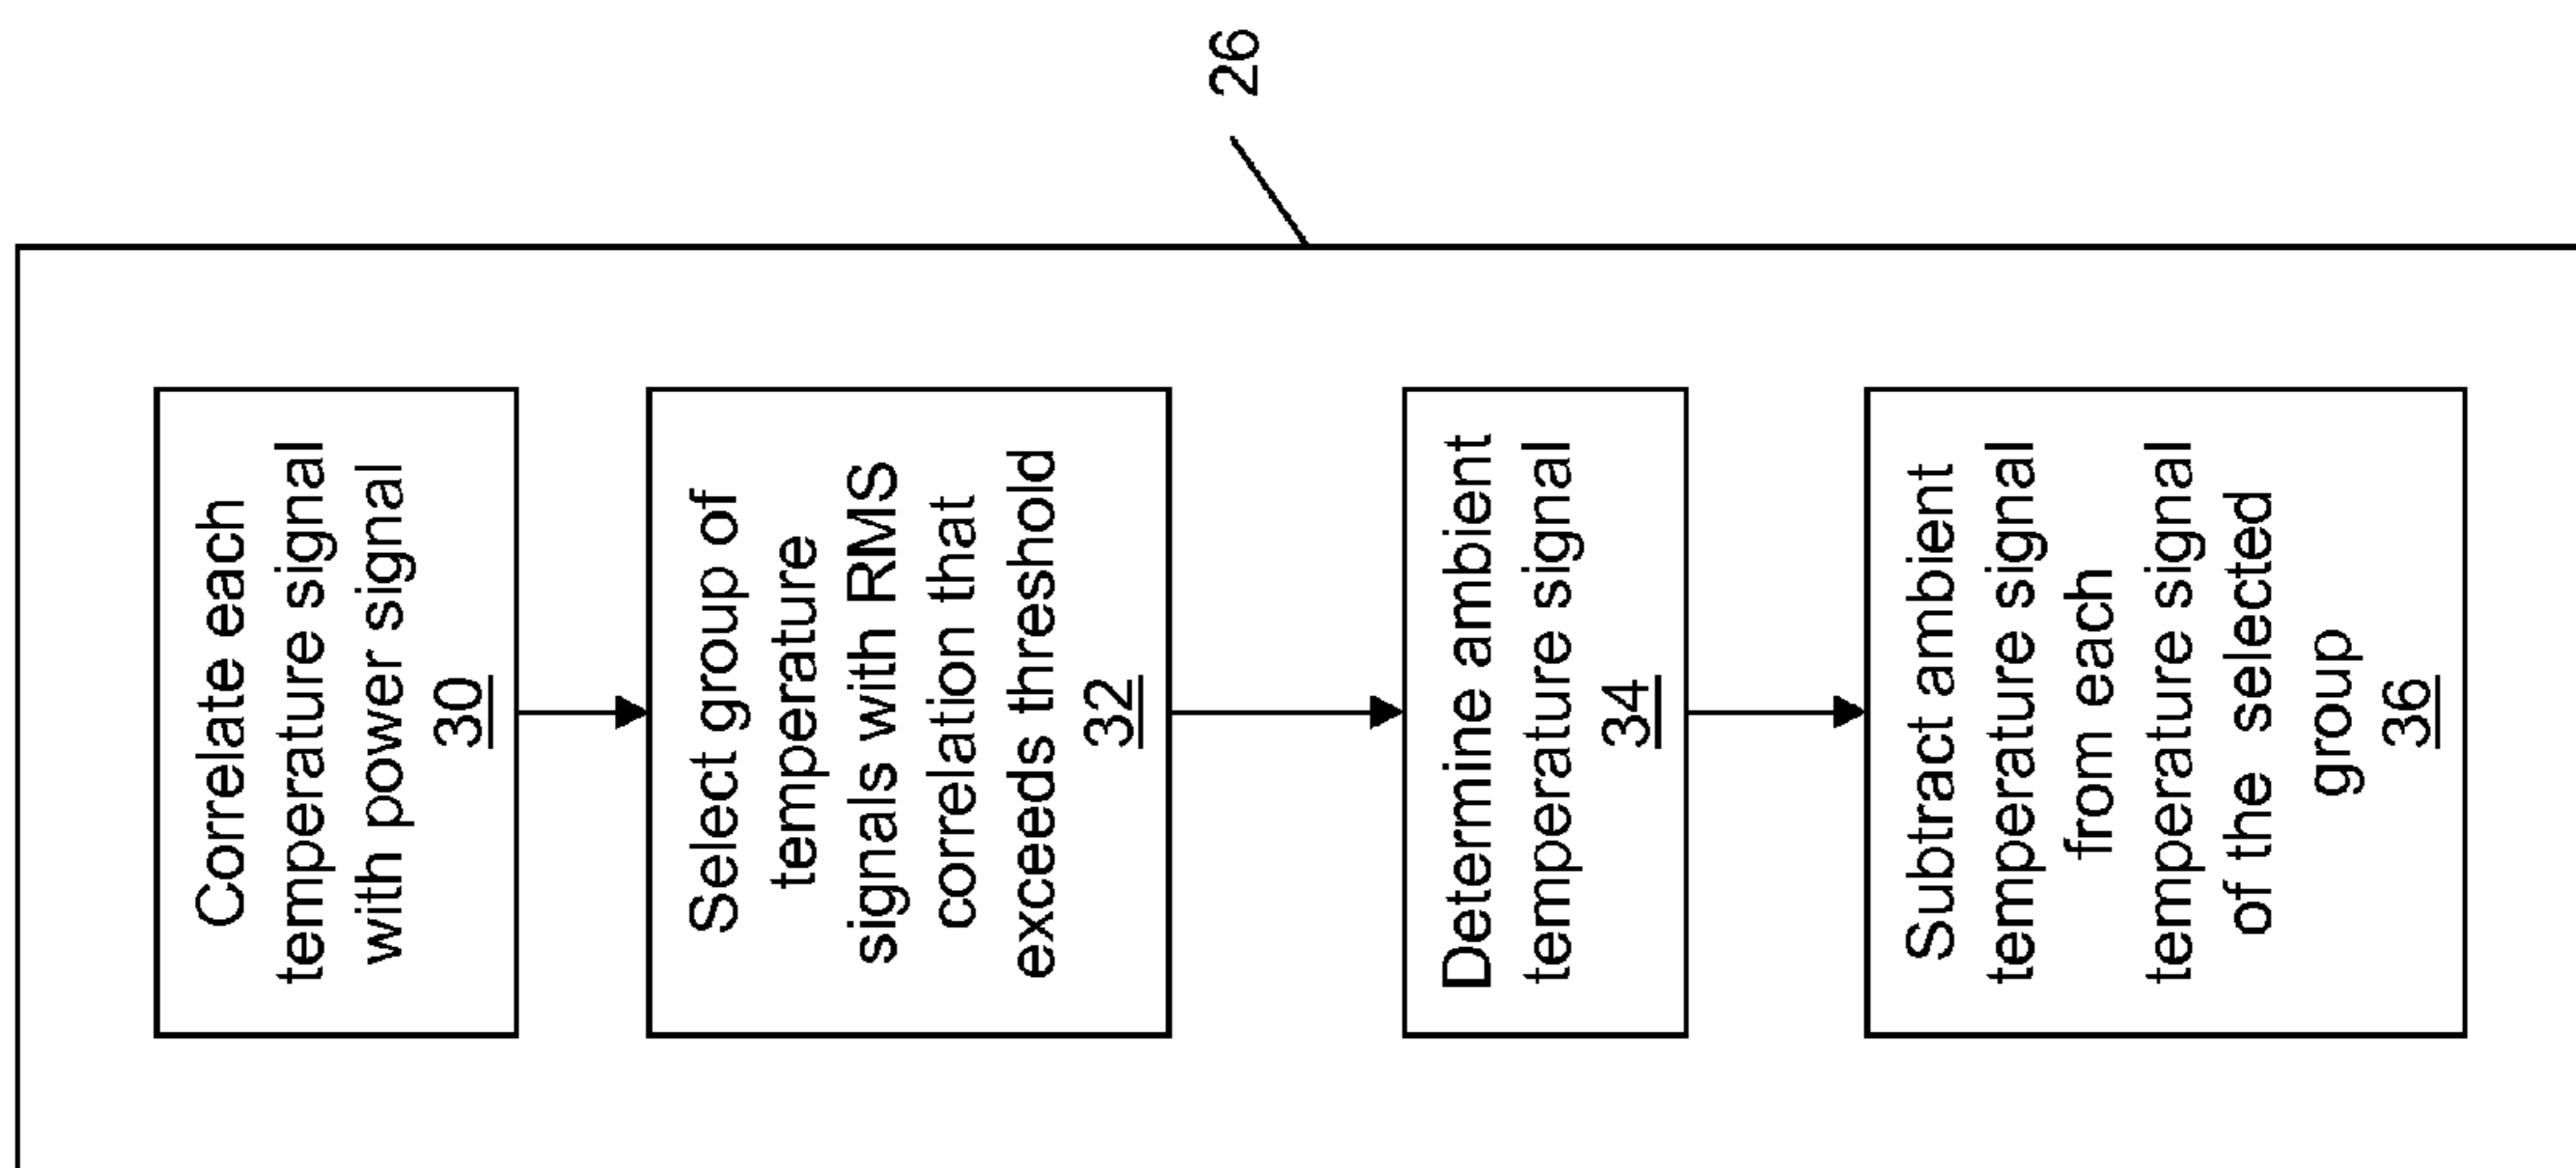 26
Correlate each
temperature signal
with power signal
30
Select group of
temperature
signals with RMS
correlation that
exceeds threshold
32
Determine ambient
temperature signal
34
Subtract ambient
temperature signal
from each
temperature signal
of the selected
group
36